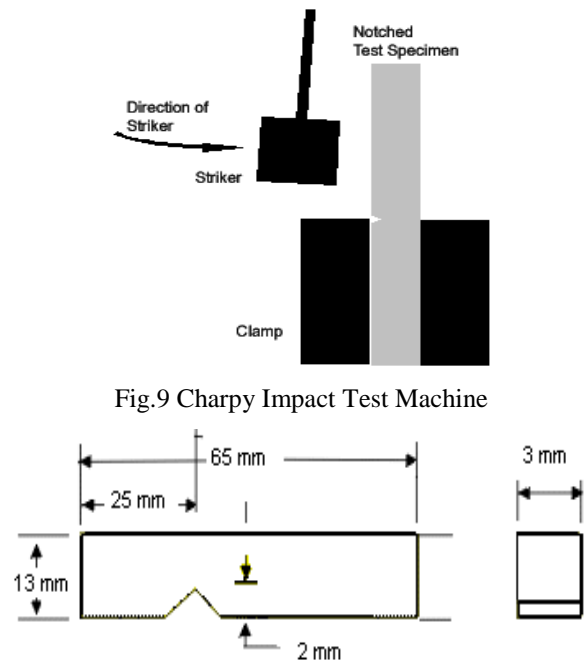 Notched
Test Specimen
Direction of
Striker
Striker
Clamp
Fig.9 Charpy Impact Test Machine
65 mm
3 mm
25 mm
13 mm
2 mm